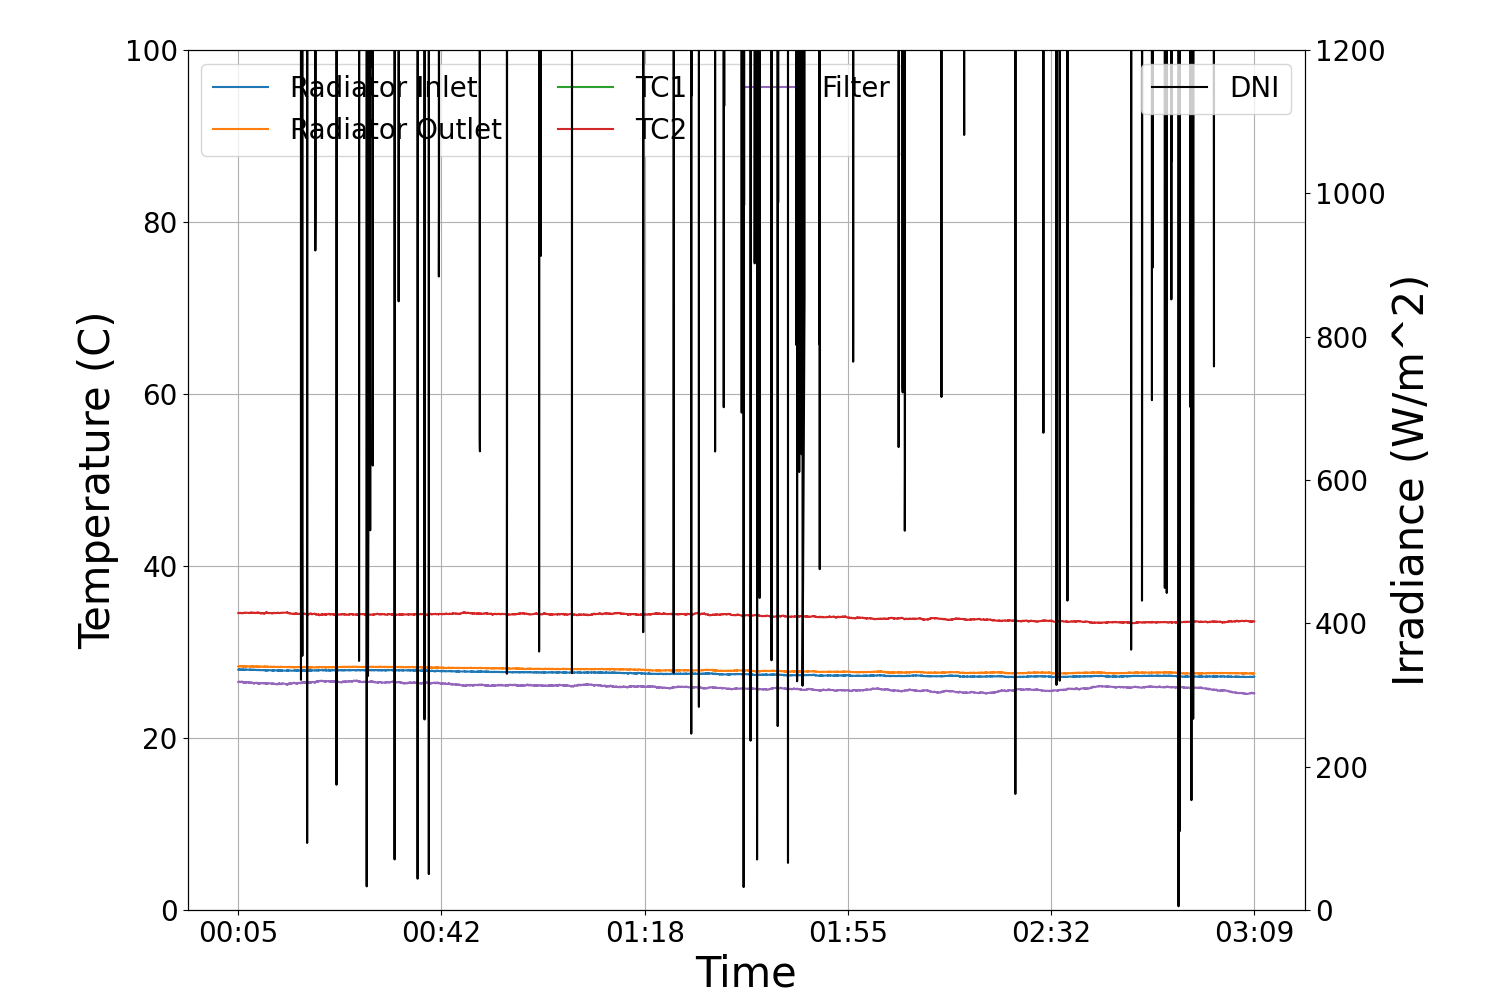 100
80
60
40
20
0
Temperature (C)
Radiator Inlet
Radiator Outlet
TC1
TC2
Filter
DNI
1200
1000
800
600
400
200
0
Irradiance (W/m^2)
00:05 00:42 01:18 01:55 02:32 03:09
Time